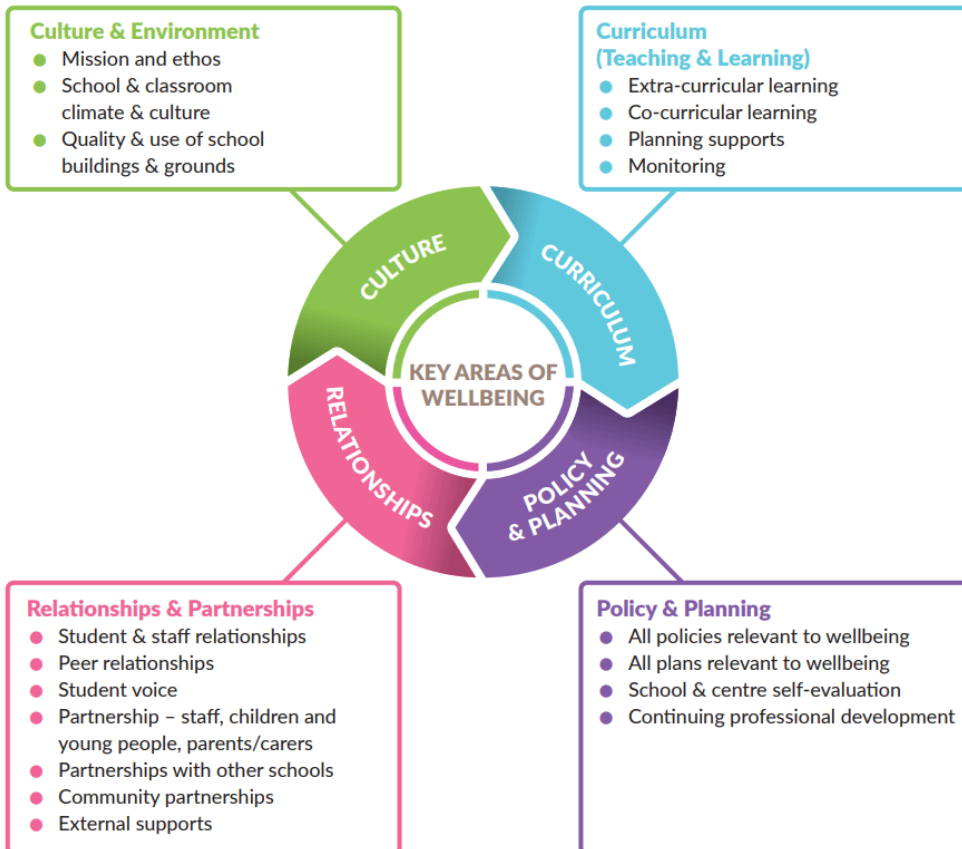 Culture & Environment
● Mission and ethos
● School & classroom
climate & culture
● Quality & use of school
buildings & grounds
Curriculum
(Teaching & Learning)
● Extra-curricular learning
● Co-curricular learning
● Planning supports
● Monitoring
CULTURE
CURRICULUM
KEY AREAS OF
WELLBEING
RELATIONSHIPS
POLICY
& PLANNING
Relationships & Partnerships
● Student & staff relationships
● Peer relationships
● Student voice
● Partnership – staff, children and
young people, parents/carers
● Partnerships with other schools
● Community partnerships
● External supports
Policy & Planning
● All policies relevant to wellbeing
● All plans relevant to wellbeing
● School & centre self-evaluation
● Continuing professional development